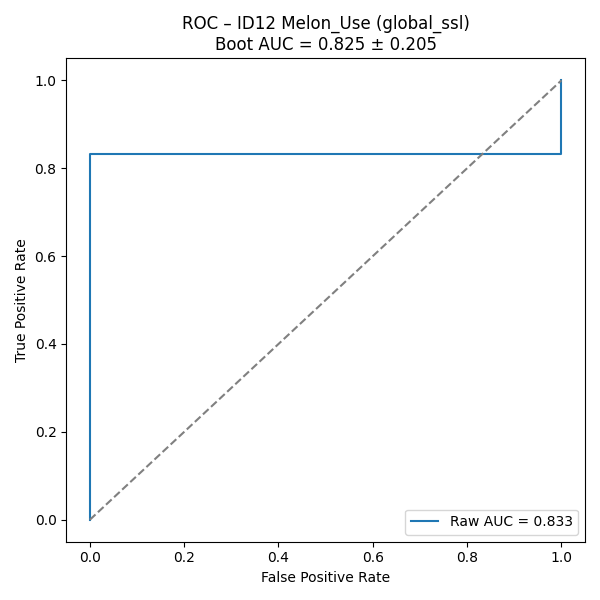 ROC – ID12 Melon_Use (global_ssl)
Boot AUC = 0.825 ± 0.205
True Positive Rate
1.0
0.8
0.6
0.4
0.2
0.0
Raw AUC = 0.833
0.0 0.2 0.4 0.6 0.8 1.0
False Positive Rate